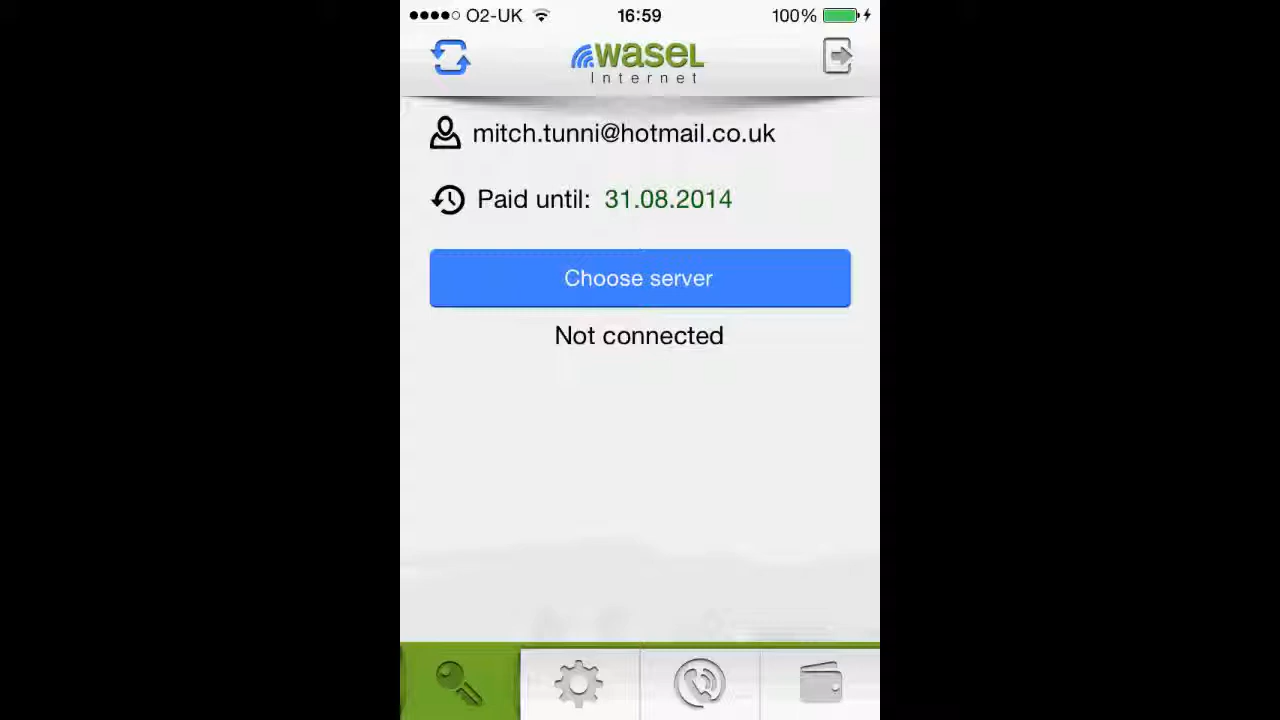 O2-UK 16:59 100%
wasel
Internet
mitch.tunni@hotmail.co.uk
Paid until: 31.08.2014
Choose server
Not connected